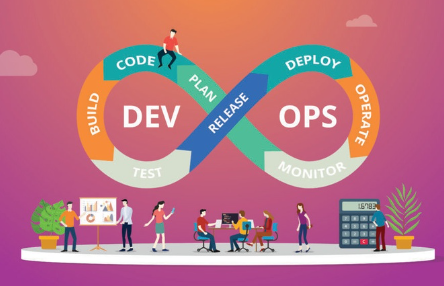 CODE
PLAN
BUILD
DEV
TEST
RELEASE
DEPLOY
OPS
OPERATE
MONITOR